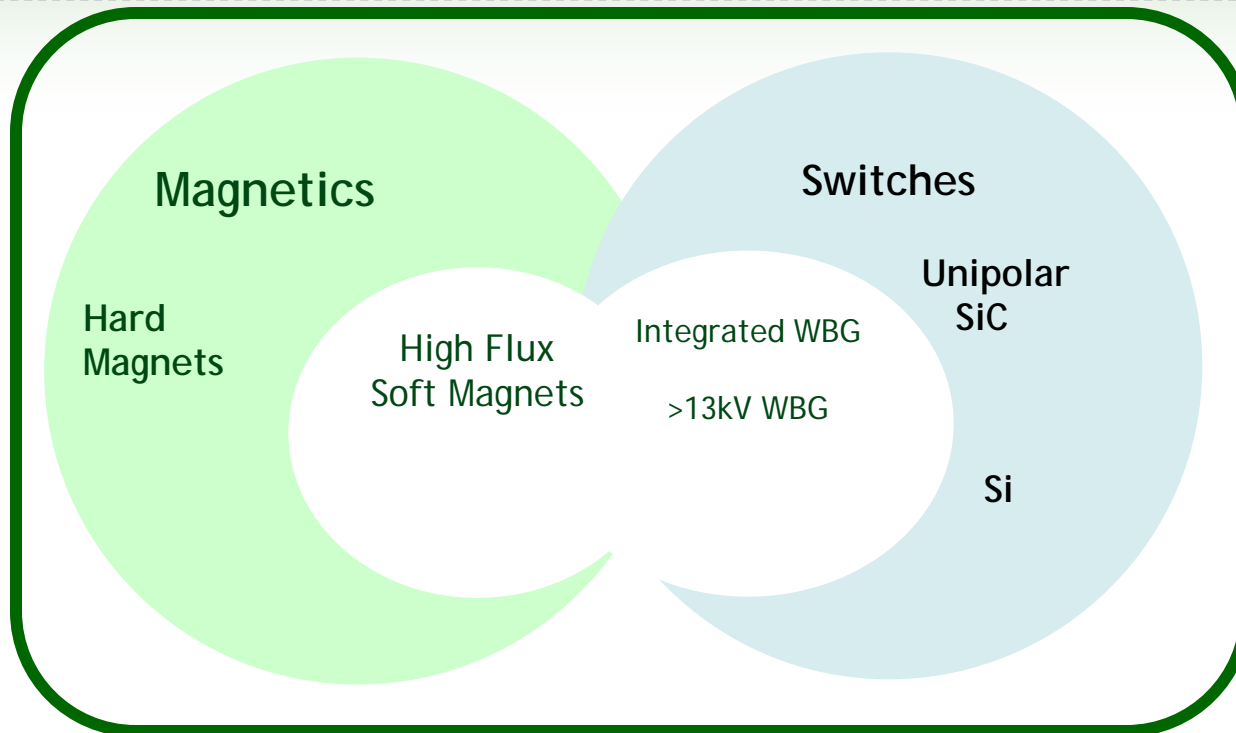 Magnetics
Hard
Magnets
High Flux
Soft Magnets
Switches
Integrated WBG
>13kV WBG
Unipolar
SiC
Si